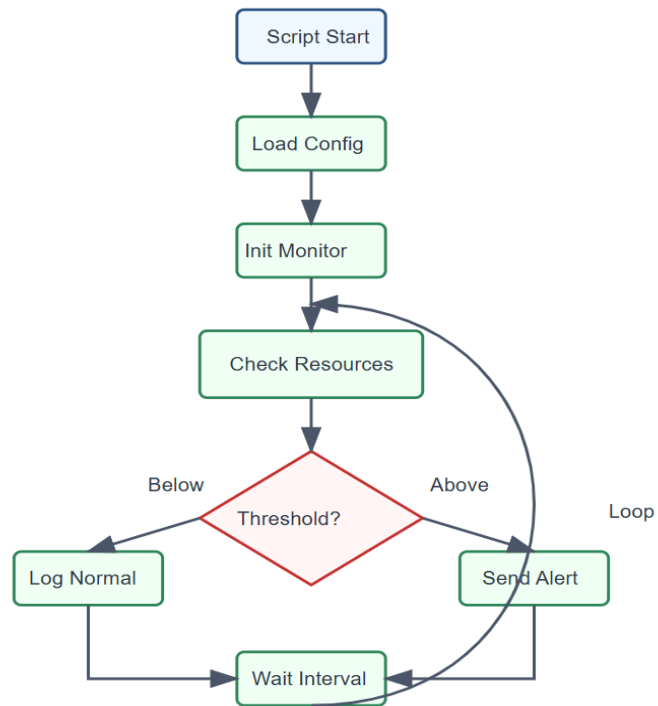 Script Start
Load Config
Init Monitor
Check Resources
Below
Above
Threshold?
Loop
Log Normal
Send Alert
Wait Interval